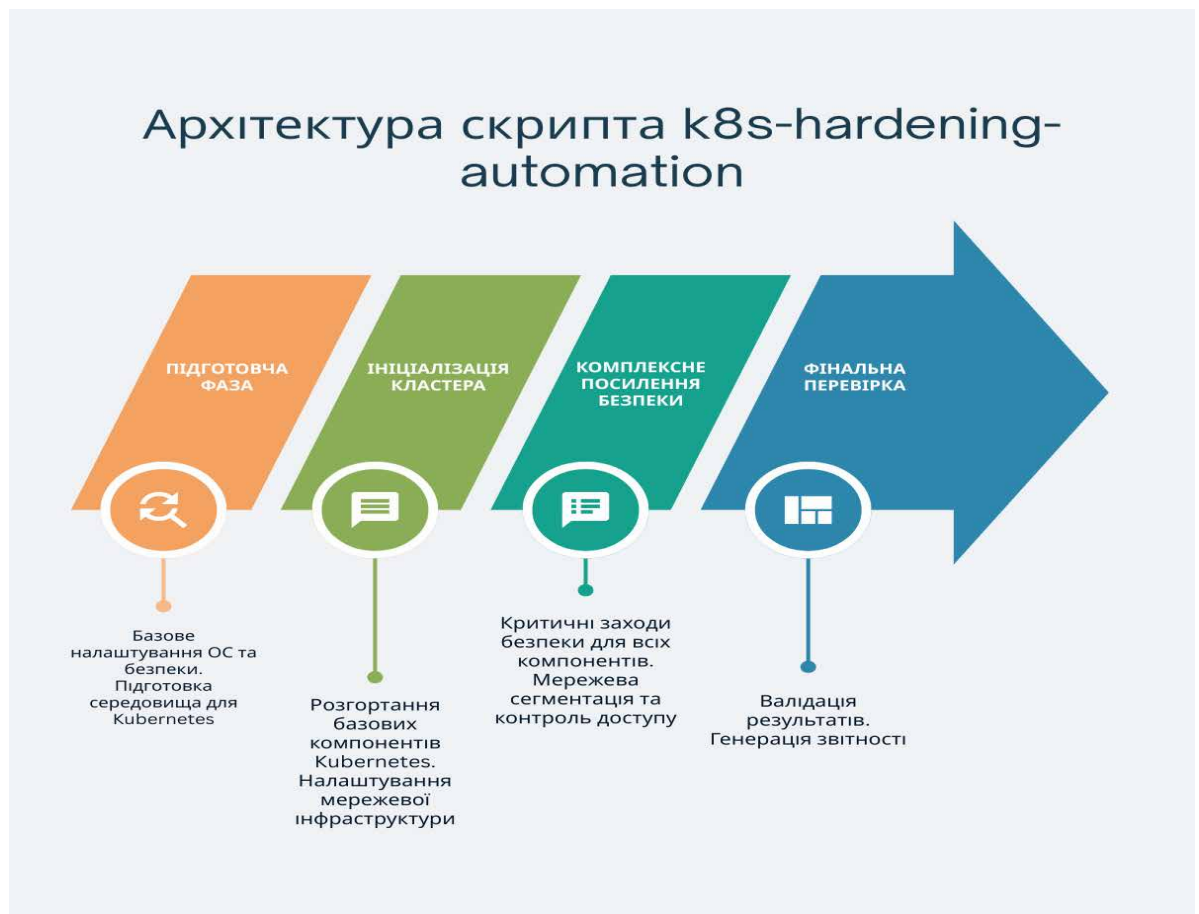 Архітектура скрипта k8s-hardening-
automation
ПІДГОТОВЧА
ФАЗА
ІНІЦІАЛІЗАЦІЯ
КЛАСТЕРА
КОМПЛЕКСНЕ
ПОСИЛЕННЯ
БЕЗПЕКИ
ФІНАЛЬНА
ПЕРЕВІРКА
Базове
налаштування ОС та
безпеки.
Підготовка
середовища для
Kubernetes
Розгортання
базових
компонентів
Kubernetes.
Налаштування
мережевої
інфраструктури
Критичні заходи
безпеки для всіх
компонентів.
Мережева
сегментація та
контроль доступу
Валідація
результатів.
Генерація звітності